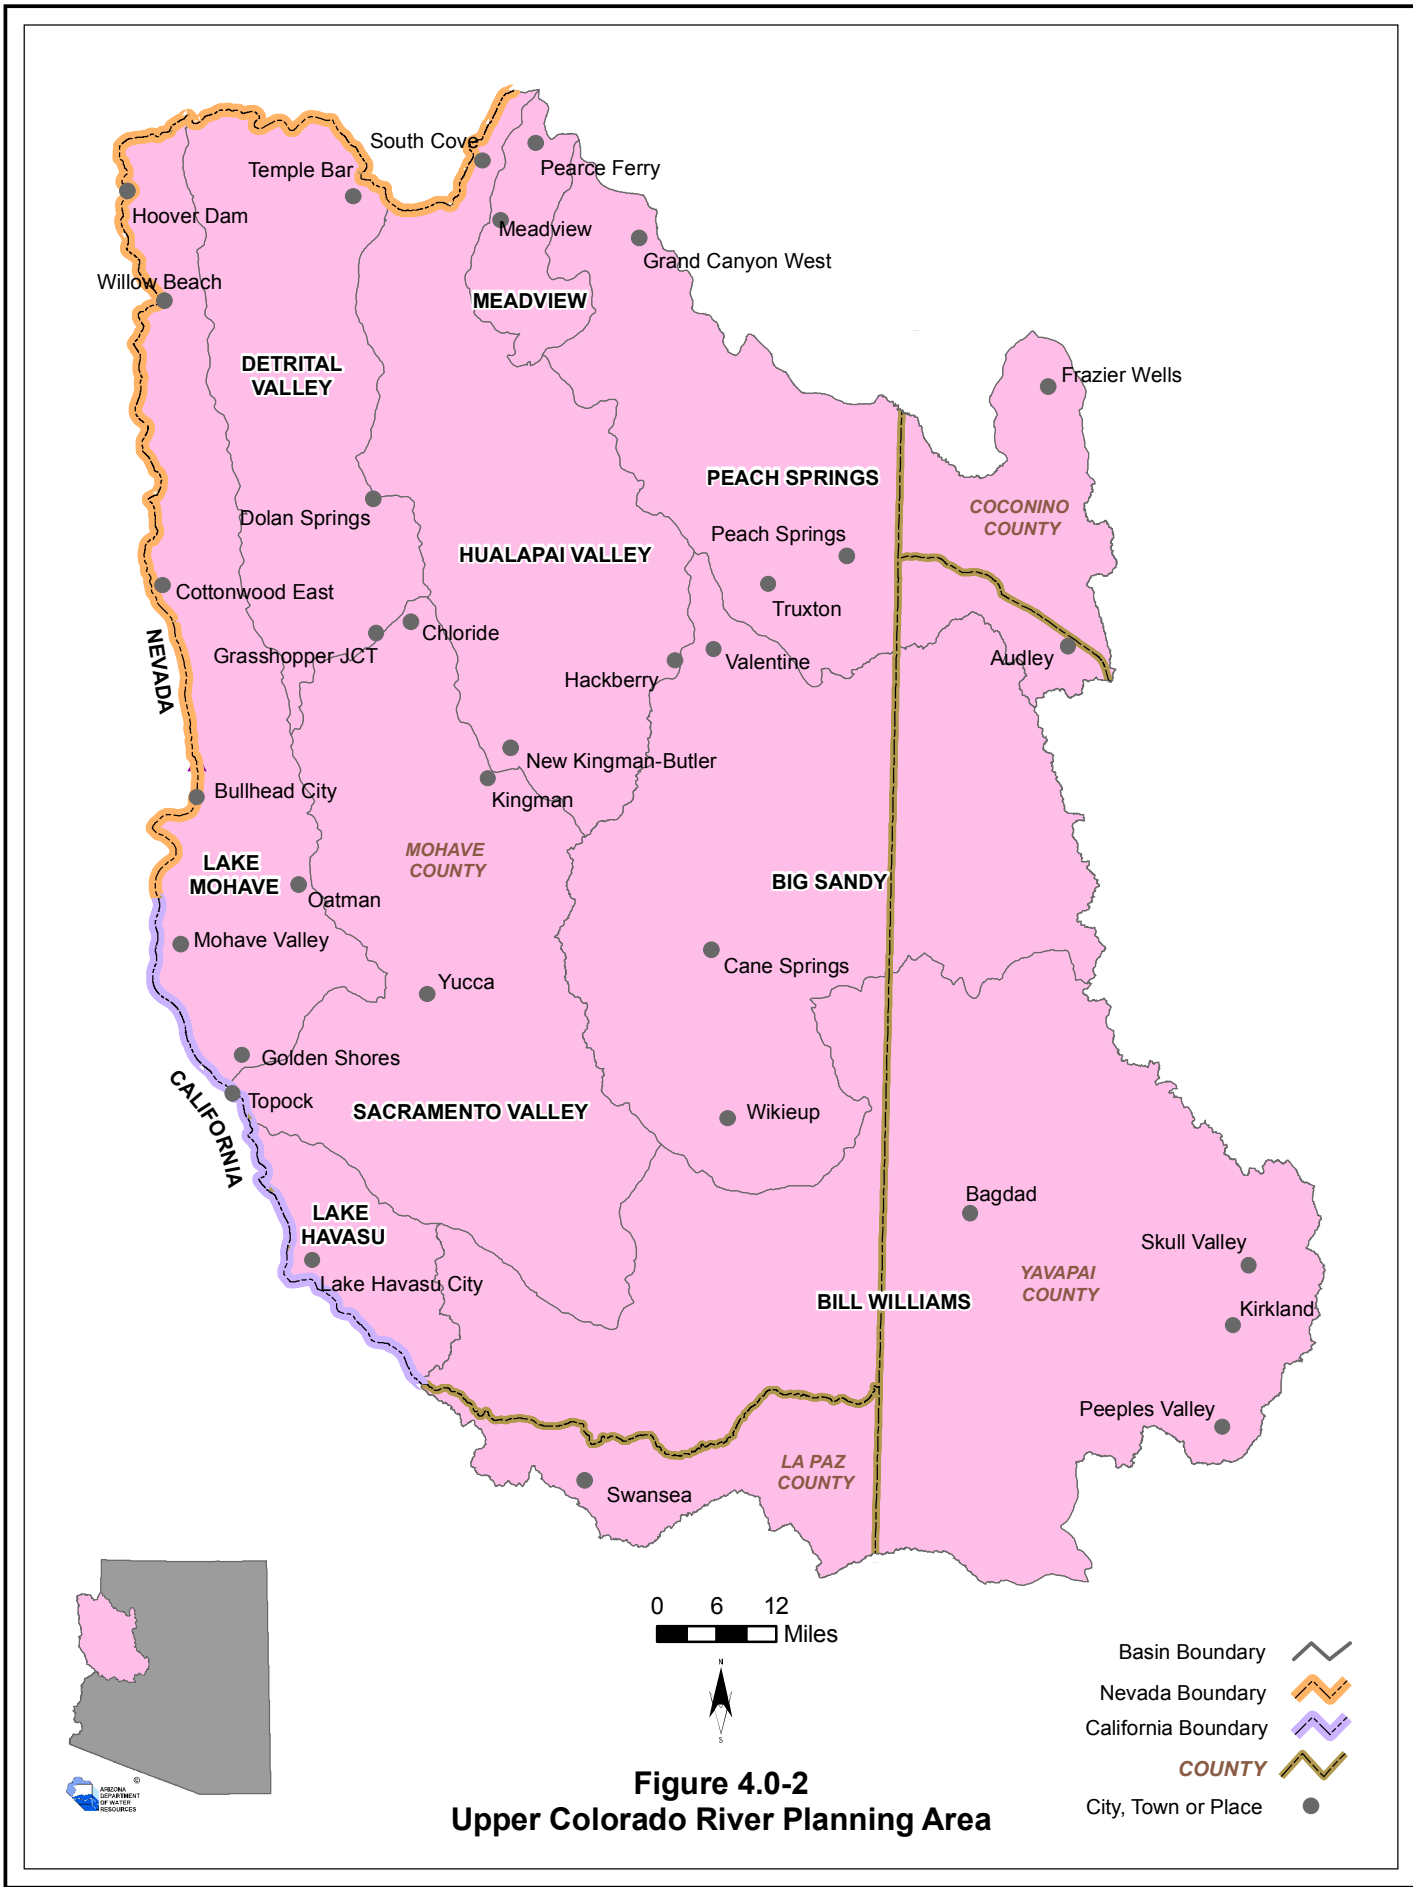 South Cove
Pearce Ferry
Temple Bar
Hoover Dam
Meadview
Grand Canyon West
Willow Beach
MEADVIEW
DETRITAL
VALLEY
Frazier Wells
PEACH SPRINGS
COCONINO
COUNTY
Dolan Springs
Peach Springs
HUALAPAI VALLEY
Cottonwood East
Truxton
Chloride
NEVADA
Grasshopper JCT
Valentine
Audley
Hackberry
New Kingman-Butler
Bullhead City
Kingman
MOHAVE
COUNTY
LAKE
MOHAVE
BIG SANDY
Oatman
Mohave Valley
Cane Springs
Yucca
Golden Shores
Topock
CALIFORNIA
SACRAMENTO VALLEY
Wikieup
Bagdad
LAKE
HAVASU
Skull Valley
Lake Havasu City
YAVAPAI
COUNTY
BILL WILLIAMS
Kirkland
Peeples Valley
LA PAZ
COUNTY
Swansea
0 6 12
Miles
N
S
Basin Boundary
Nevada Boundary
California Boundary
COUNTY
City, Town or Place
©
ARIZONA
DEPARTMENT
OF WATER
RESOURCES
Figure 4.0-2
Upper Colorado River Planning Area